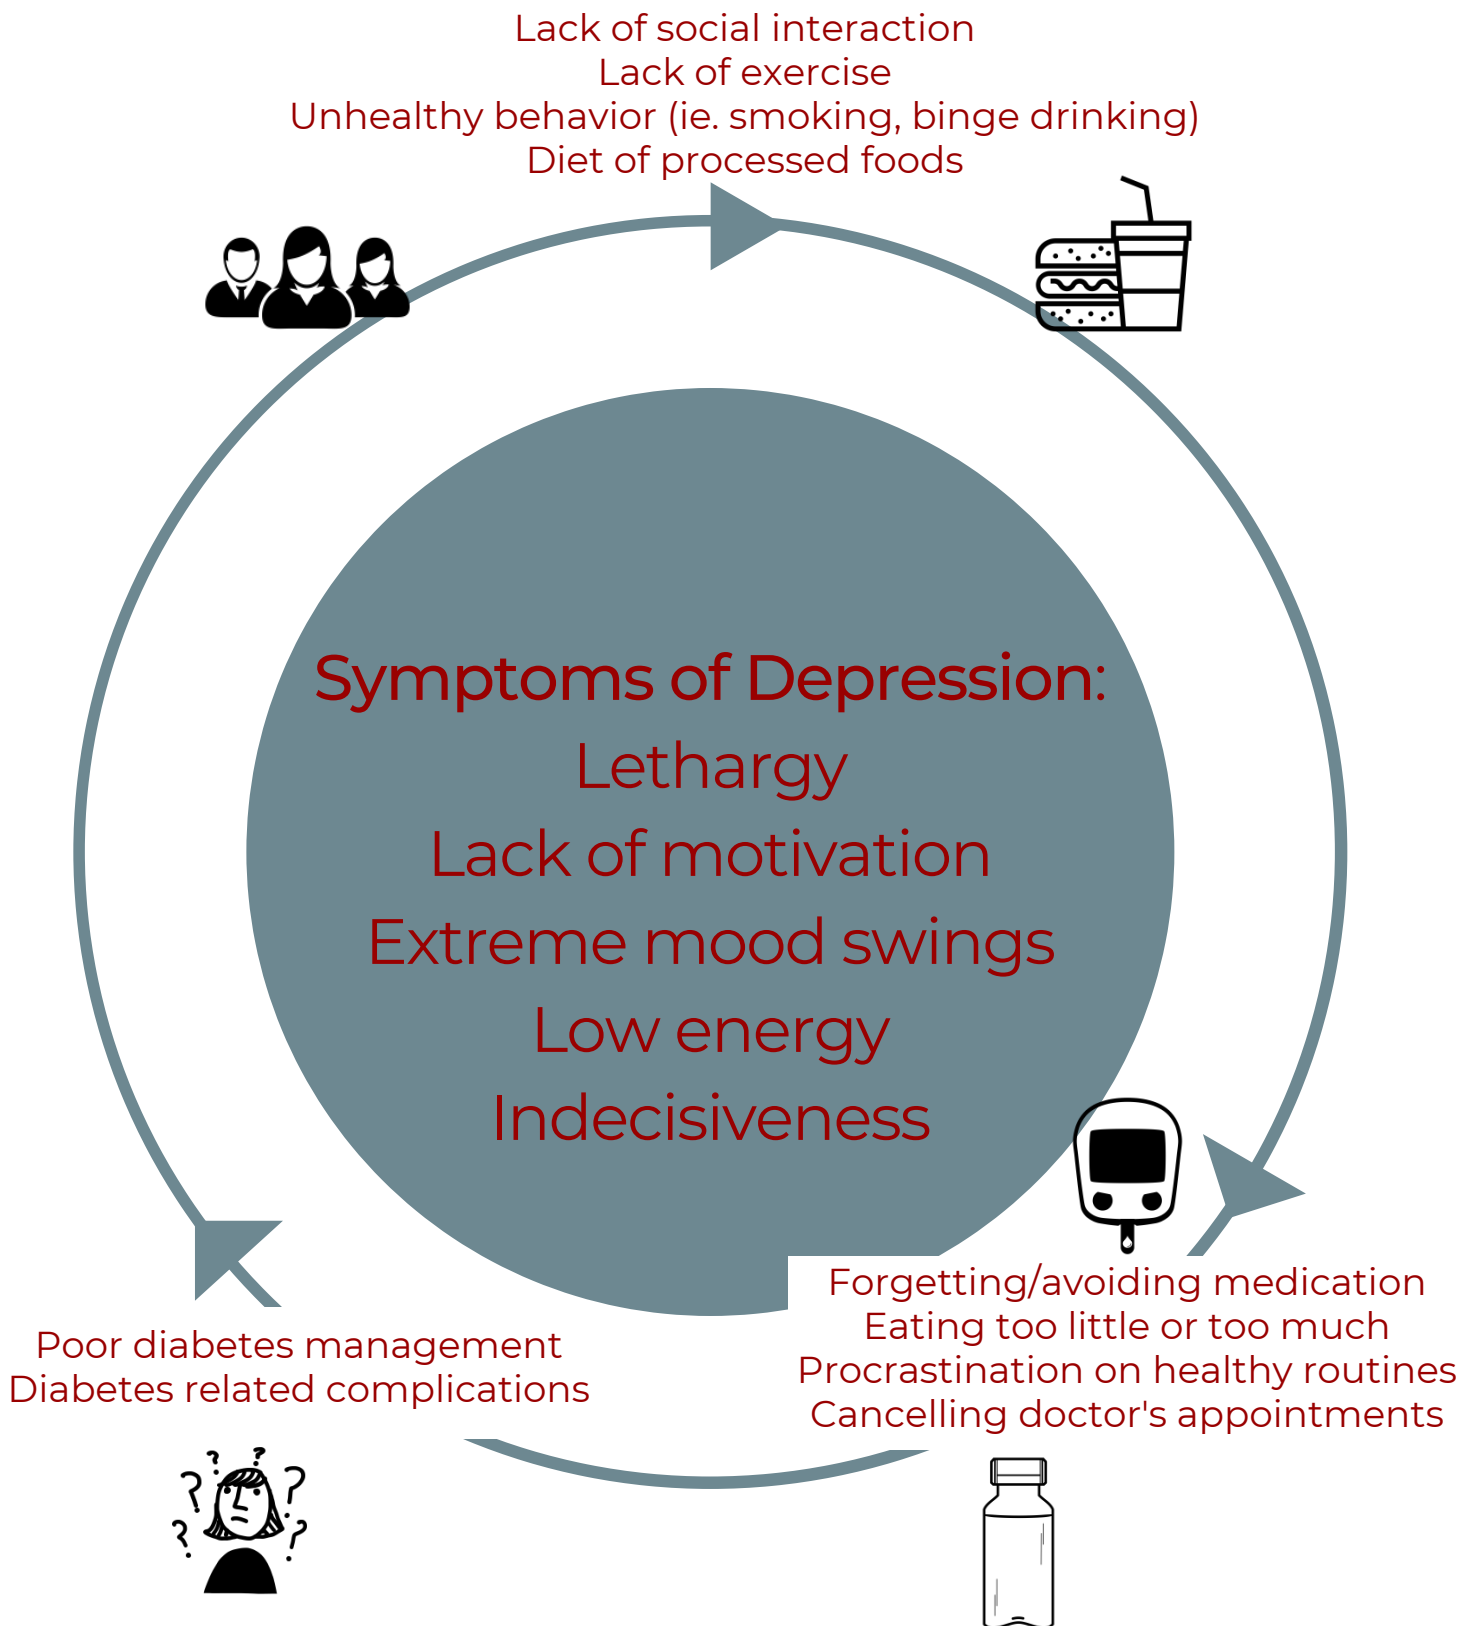 Lack of social interaction
Lack of exercise
Unhealthy behavior (ie. smoking, binge drinking)
Diet of processed foods
Symptoms of Depression:
Lethargy
Lack of motivation
Extreme mood swings
Low energy
Indecisiveness
Forgetting/avoiding medication
Eating too little or too much
Procrastination on healthy routines
Cancelling doctor's appointments
Poor diabetes management
Diabetes related complications